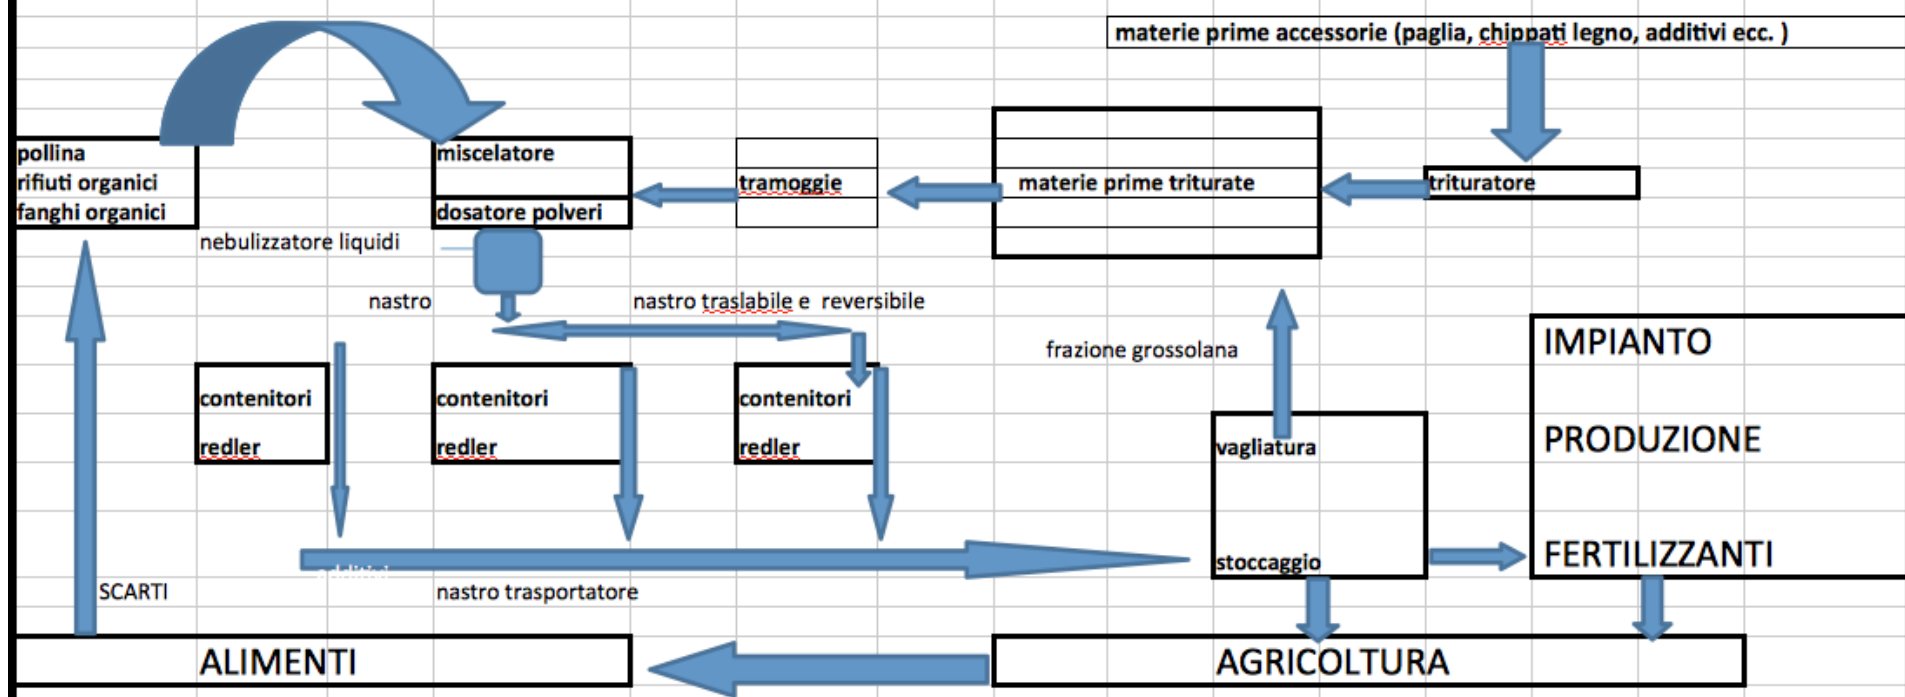 materie prime accessorie (paglia, chippati legno, additivi ecc. )
pollina
rifiuti organici
fanghi organici
miscelatore
dosatore polveri
tramoggie
materie prime triturate
trituratore
nebulizzatore liquidi
nastro
nastro traslabile e reversibile
frazione grossolana
contenitori
redler
contenitori
redler
contenitori
redler
vagliatura
stoccaggio
IMPIANTO
PRODUZIONE
FERTILIZZANTI
additivi
SCARTI
nastro trasportatore
ALIMENTI
AGRICOLTURA